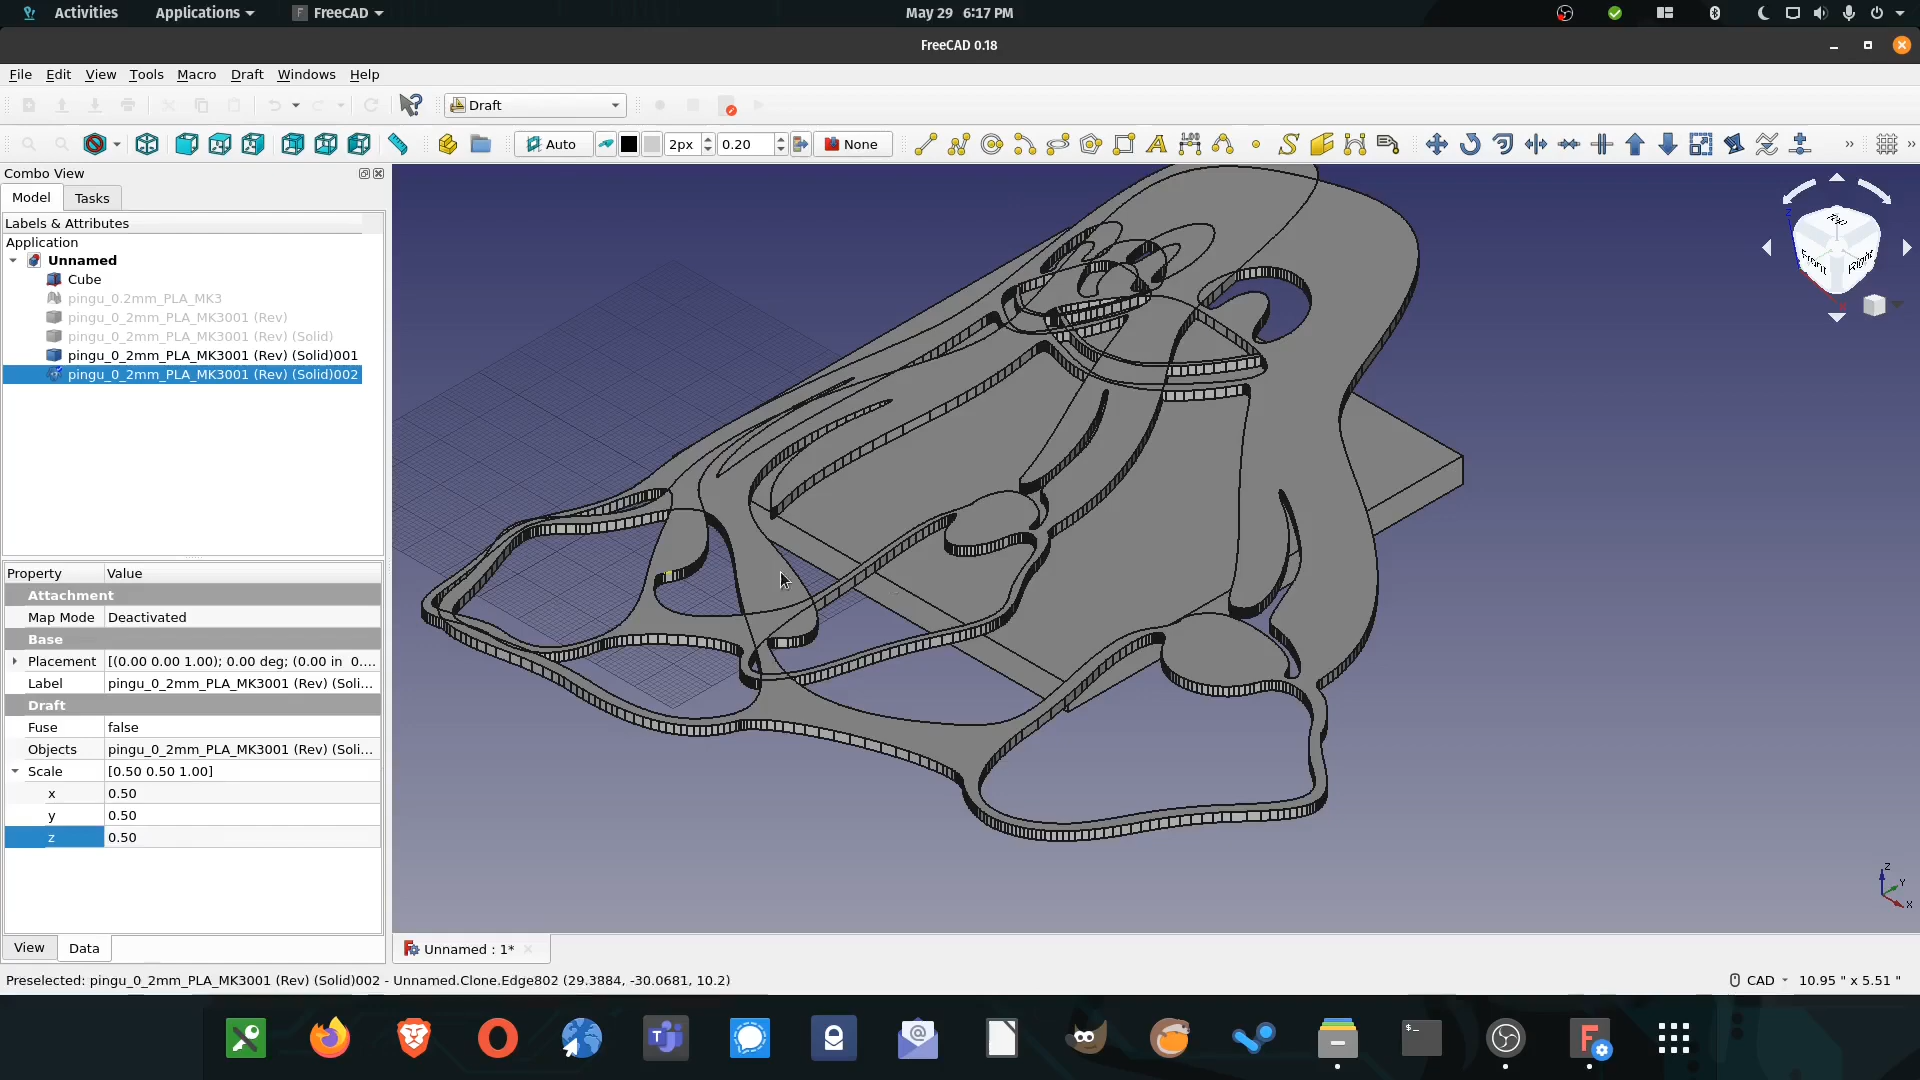 Activities
Applications
FreeCAD
May 29 6:17 PM
FreeCAD 0.18
File Edit View Tools Macro Draft Windows Help
Draft
Auto
2px
0.20
None
Combo View
Model
Tasks
Labels & Attributes
Application
Unnamed
Cube
pingu_0.2mm_PLA_MK3
pingu_0_2mm_PLA_MK3001 (Rev)
pingu_0_2mm_PLA_MK3001 (Rev) (Solid)
pingu_0_2mm_PLA_MK3001 (Rev) (Solid)001
pingu_0_2mm_PLA_MK3001 (Rev) (Solid)002
Top
Front
Right
Z
X
Property Value
Attachment
Map Mode Deactivated
Base
Placement [(0.00 0.00 1.00); 0.00 deg; (0.00 in 0....
Label pingu_0_2mm_PLA_MK3001 (Rev) (Soli...
Draft
Fuse false
Objects pingu_0_2mm_PLA_MK3001 (Rev) (Soli...
Scale [0.50 0.50 1.00]
x 0.50
y 0.50
z 0.50
Z
Y
X
View
Data
Unnamed : 1*
Preselected: pingu_0_2mm_PLA_MK3001 (Rev) (Solid)002 - Unnamed.Clone.Edge802 (29.3884, -30.0681, 10.2)
CAD
10.95 " x 5.51 "